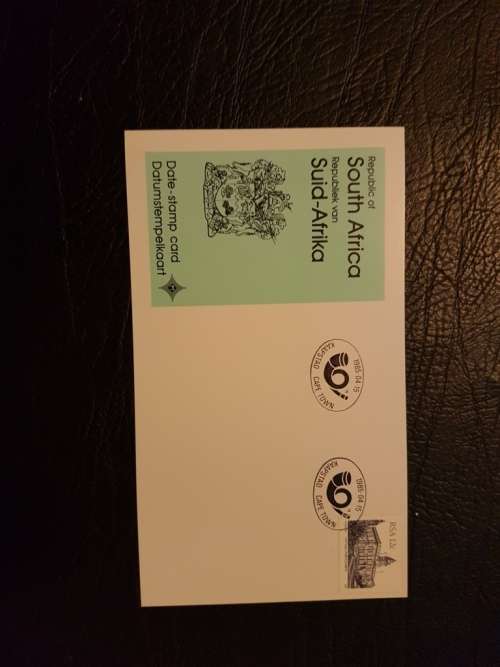 Republic of
South Africa
Republiek van
Suid-Afrika
Date-stamp card
Datumstempelkaart
1985·04·15
KAAPSTAD CAPE TOWN
1985·04·15
KAAPSTAD CAPE TOWN
RSA 12c